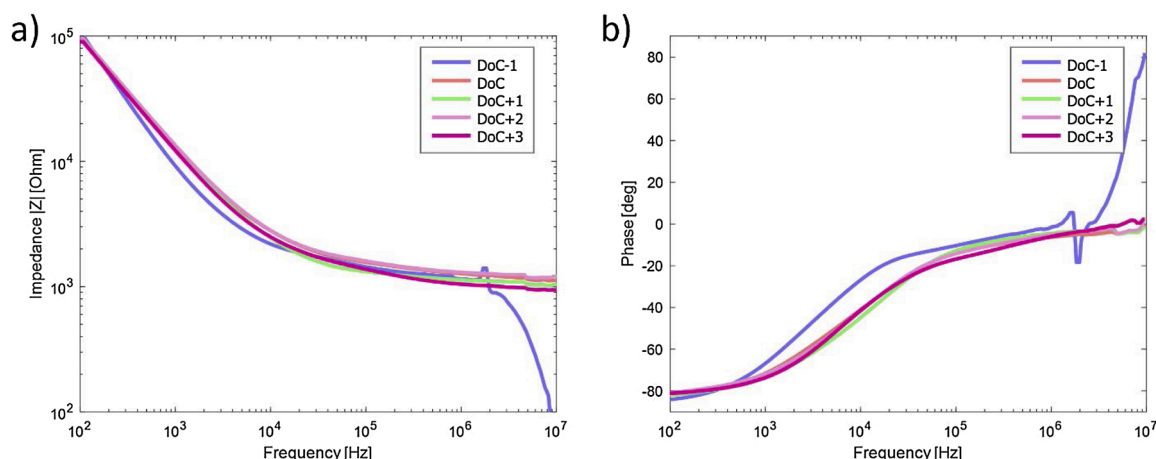 a)
Impedance |Z| [Ohm]
10^5
10^4
10^3
10^2
DoC-1
DoC
DoC+1
DoC+2
DoC+3
10^2 10^3 10^4 10^5 10^6 10^7
Frequency [Hz]
b)
Phase [deg]
80
60
40
20
0
-20
-40
-60
-80
DoC-1
DoC
DoC+1
DoC+2
DoC+3
10^2 10^3 10^4 10^5 10^6 10^7
Frequency [Hz]